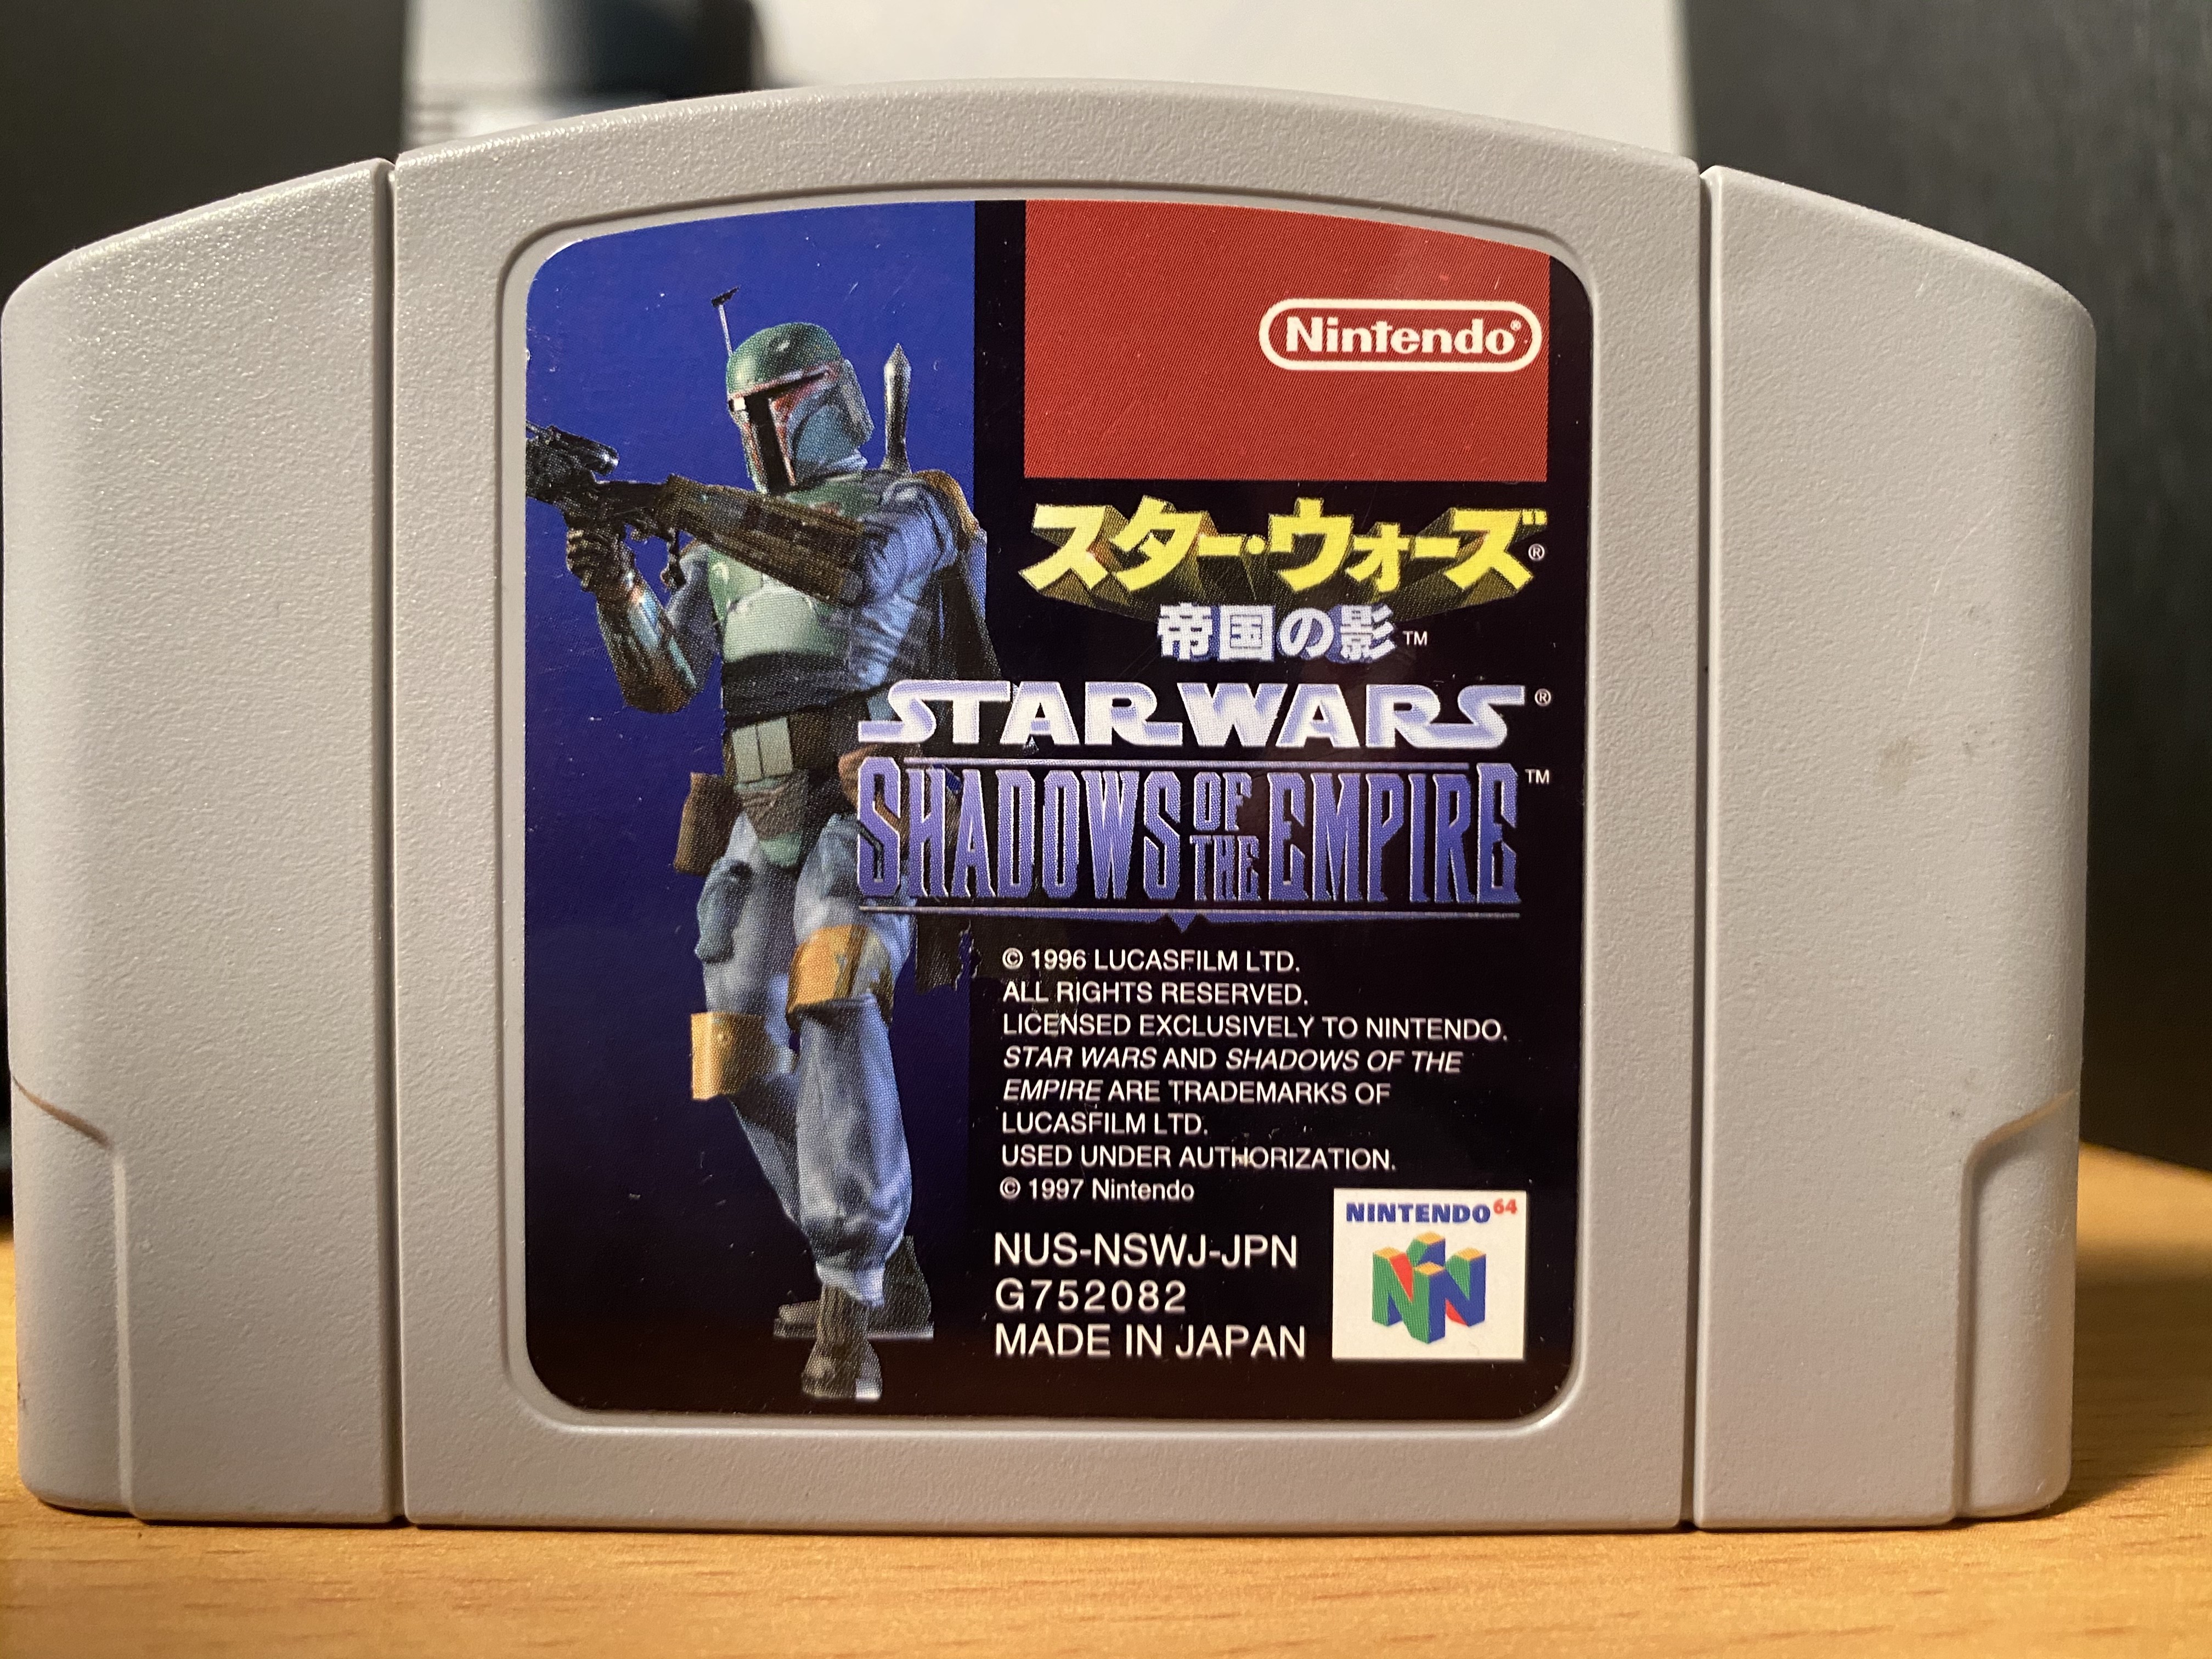 Nintendo®
スター・ウォーズ®
帝国の影™
STAR WARS®
SHADOWS OF THE EMPIRE™
© 1996 LUCASFILM LTD.
ALL RIGHTS RESERVED.
LICENSED EXCLUSIVELY TO NINTENDO.
STAR WARS AND SHADOWS OF THE
EMPIRE ARE TRADEMARKS OF
LUCASFILM LTD.
USED UNDER AUTHORIZATION.
© 1997 Nintendo
NUS-NSWJ-JPN
G752082
MADE IN JAPAN
NINTENDO64